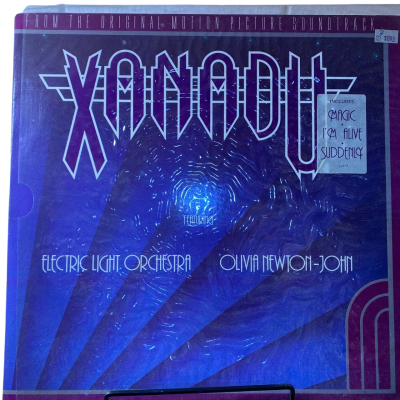 FROM THE ORIGINAL MOTION PICTURE SOUNDTRACK
XANADU
INCLUDES
MAGIC
I'M ALIVE
SUDDENLY
FEATURING
ELECTRIC LIGHT ORCHESTRA
OLIVIA NEWTON-JOHN